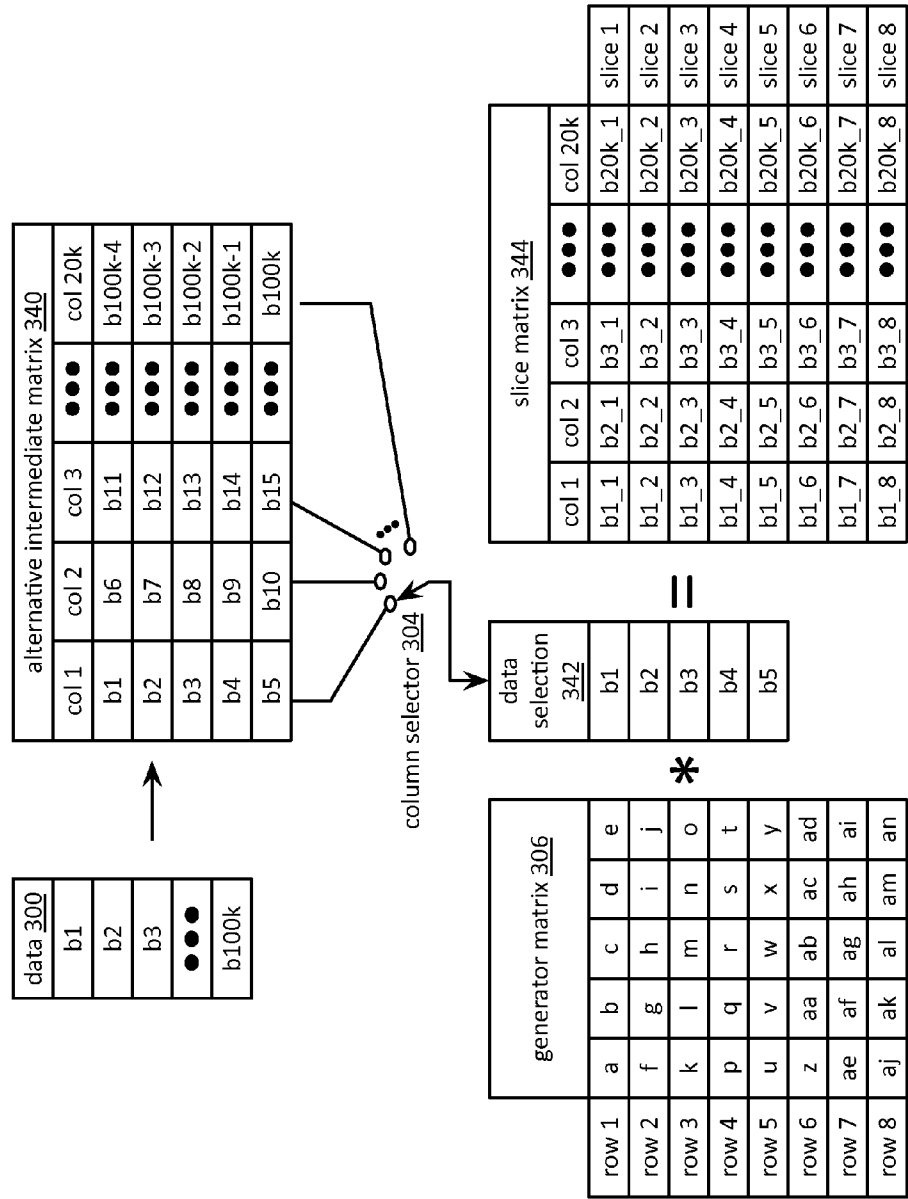 data 300
b1
b2
b3
●●●
b100k
alternative intermediate matrix 340
col 1 col 2 col 3 ●●● col 20k
b1 b6 b11 ●●● b100k-4
b2 b7 b12 ●●● b100k-3
b3 b8 b13 ●●● b100k-2
b4 b9 b14 ●●● b100k-1
b5 b10 b15 ●●● b100k
column selector 304
generator matrix 306
row 1 a b c d e
row 2 f g h i j
row 3 k l m n o
row 4 p q r s t
row 5 u v w x y
row 6 z aa ab ac ad
row 7 ae af ag ah ai
row 8 aj ak al am an
*
data
selection
342
b1
b2
b3
b4
b5
=
slice matrix 344
col 1 col 2 col 3 ●●● col 20k
b1_1 b2_1 b3_1 ●●● b20k_1 slice 1
b1_2 b2_2 b3_2 ●●● b20k_2 slice 2
b1_3 b2_3 b3_3 ●●● b20k_3 slice 3
b1_4 b2_4 b3_4 ●●● b20k_4 slice 4
b1_5 b2_5 b3_5 ●●● b20k_5 slice 5
b1_6 b2_6 b3_6 ●●● b20k_6 slice 6
b1_7 b2_7 b3_7 ●●● b20k_7 slice 7
b1_8 b2_8 b3_8 ●●● b20k_8 slice 8